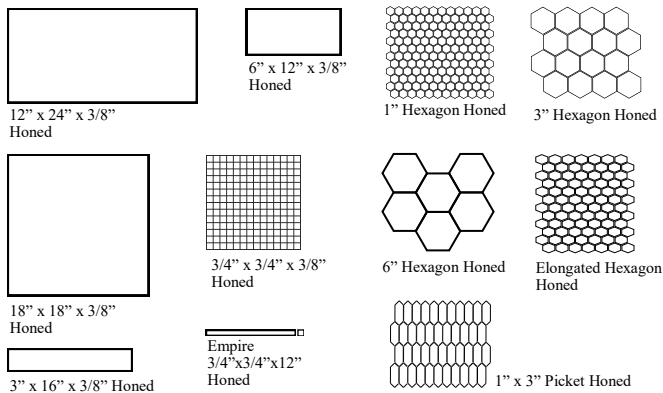 12” x 24” x 3/8”
Honed
6” x 12” x 3/8”
Honed
1” Hexagon Honed
3” Hexagon Honed
18” x 18” x 3/8”
Honed
3/4” x 3/4” x 3/8”
Honed
6” Hexagon Honed
Elongated Hexagon
Honed
3” x 16” x 3/8” Honed
Empire
3/4”x3/4”x12”
Honed
1” x 3” Picket Honed